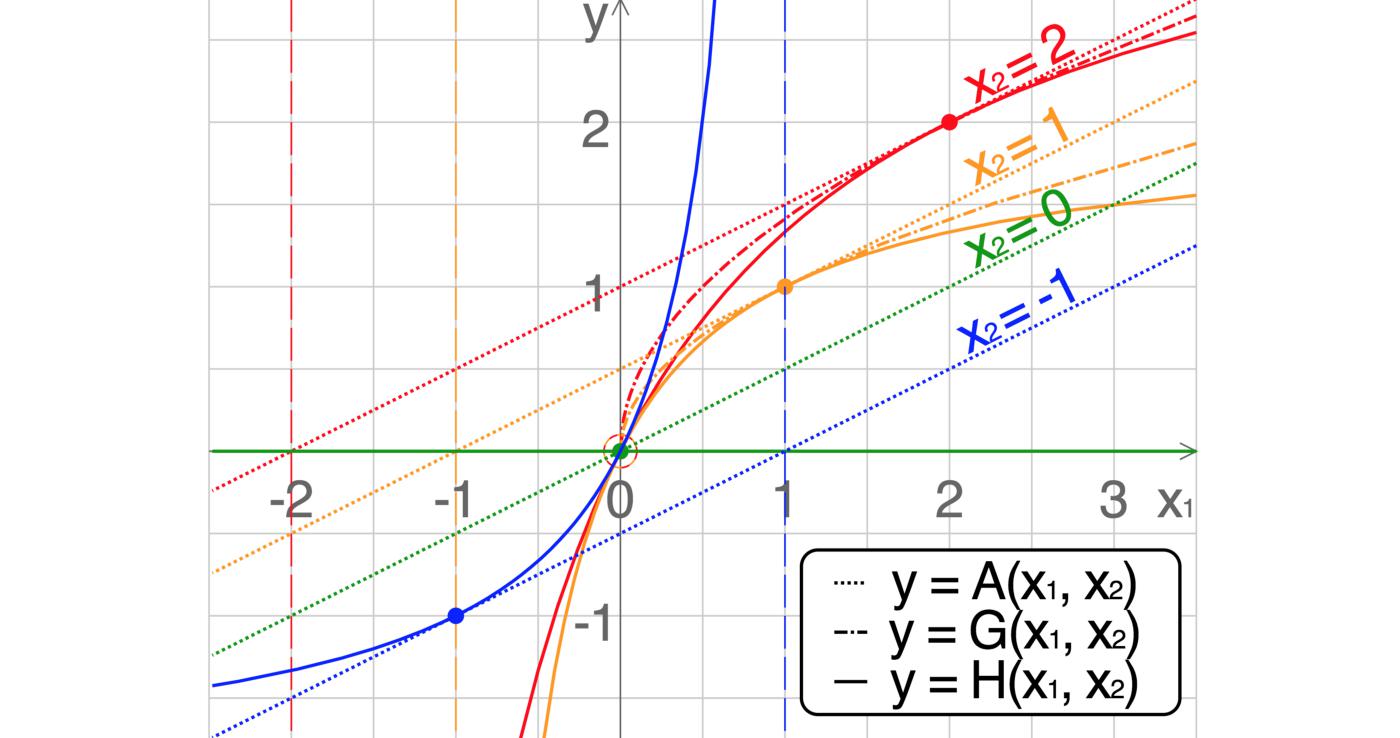 y
x₂= 2
2
x₂= 1
x₂= 0
1
x₂= -1
-2 -1 0 1 2 3 x₁
-1
y = A(x₁, x₂)
y = G(x₁, x₂)
y = H(x₁, x₂)